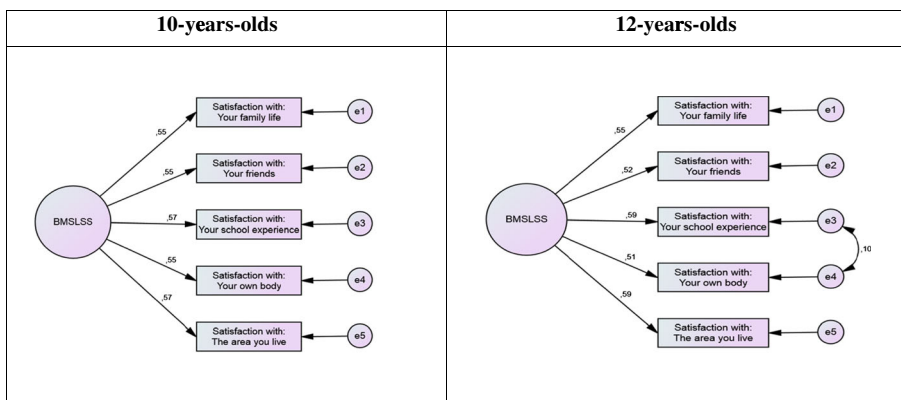 10-years-olds
12-years-olds
Satisfaction with:
Your family life
e1
,55
Satisfaction with:
Your friends
e2
,55
BMSLSS
,57
Satisfaction with:
Your school experience
e3
,55
Satisfaction with:
Your own body
e4
,57
Satisfaction with:
The area you live
e5
Satisfaction with:
Your family life
e1
,55
Satisfaction with:
Your friends
e2
,52
BMSLSS
,59
Satisfaction with:
Your school experience
e3
,10
,51
Satisfaction with:
Your own body
e4
,59
Satisfaction with:
The area you live
e5